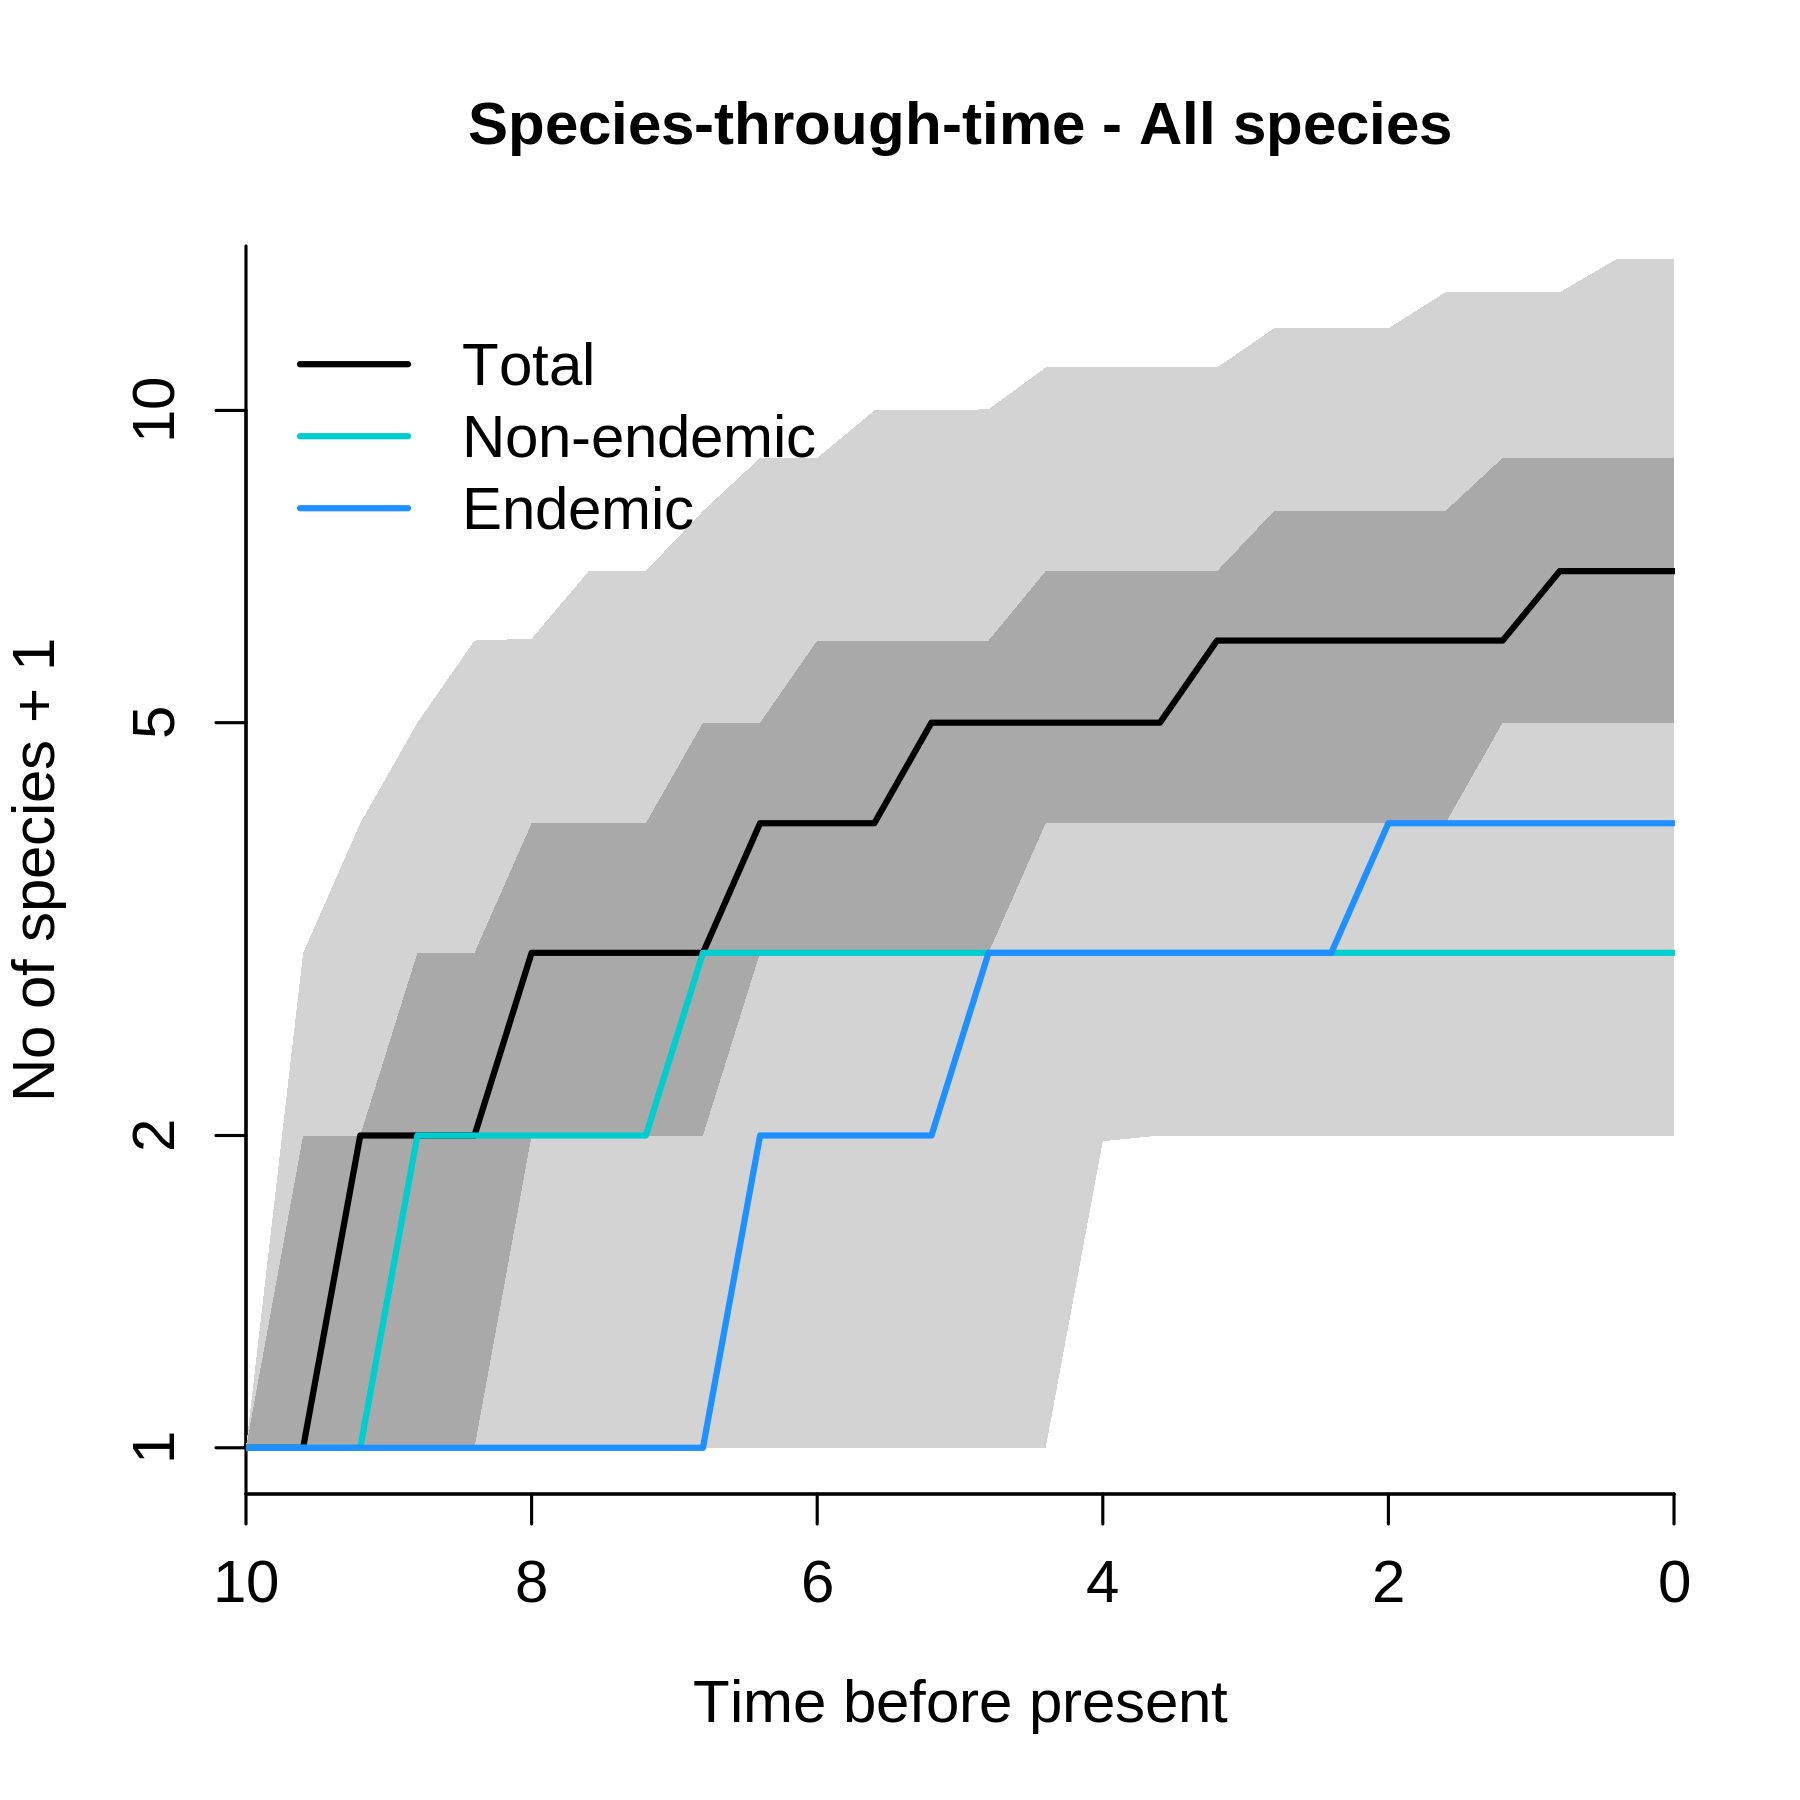 Species-through-time - All species
Total
Non-endemic
Endemic
No of species + 1
10
5
2
1
10 8 6 4 2 0
Time before present